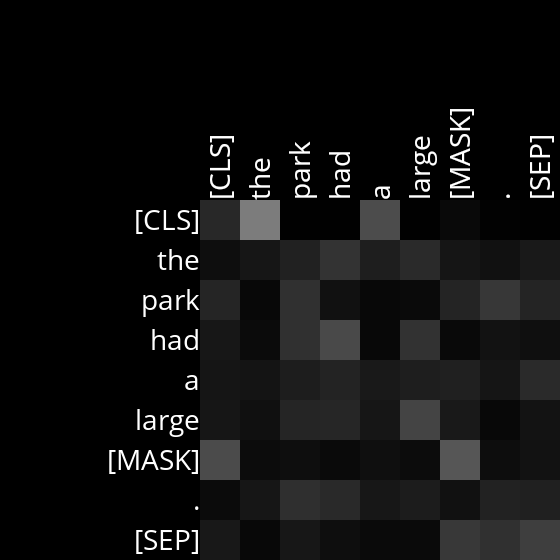 [CLS] the park had a large [MASK] . [SEP]
[CLS]
the
park
had
a
large
[MASK]
.
[SEP]